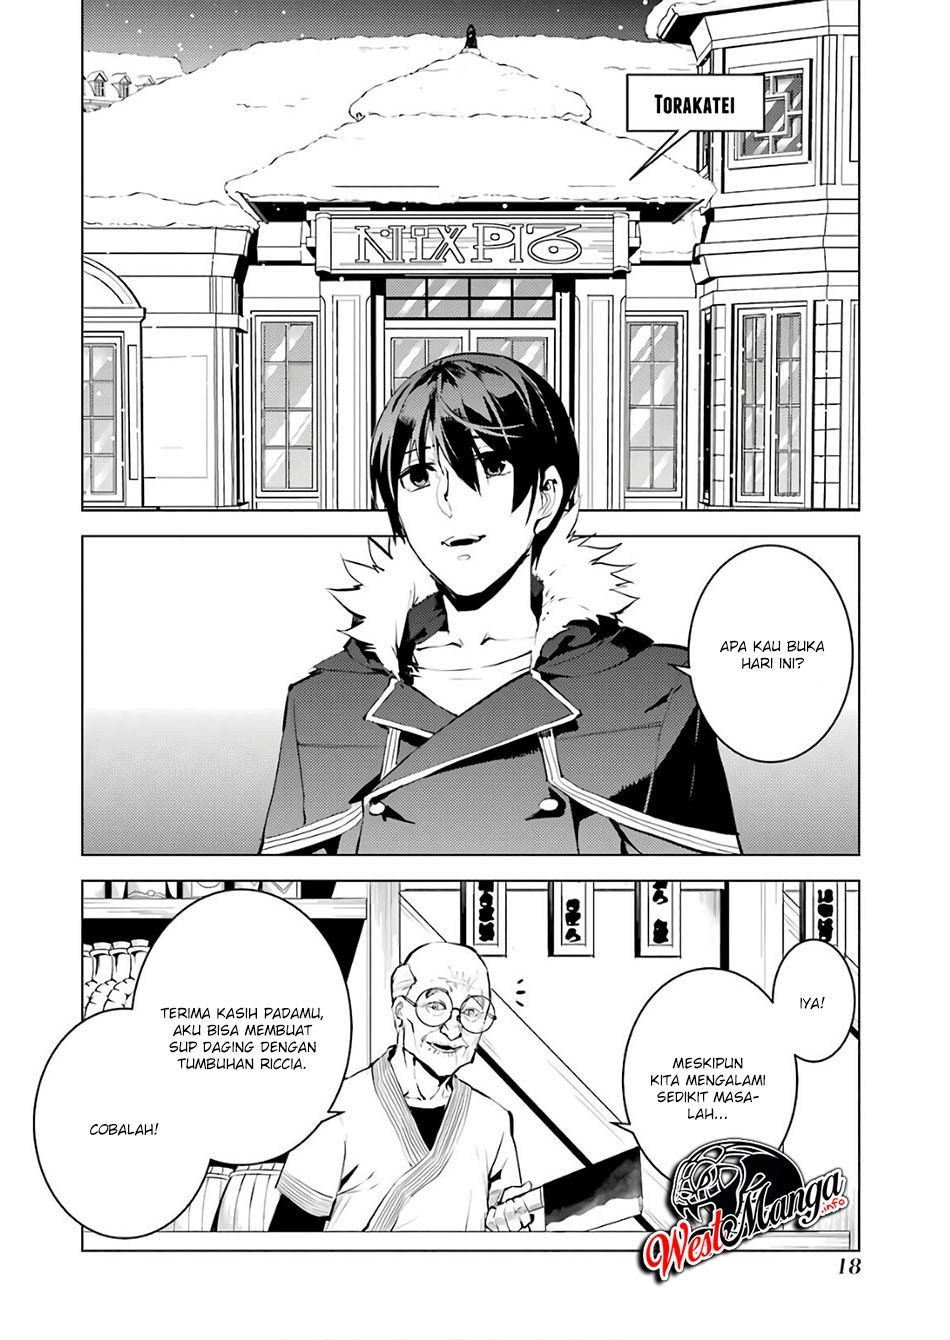 TORAKATEI
APA KAU BUKA
HARI INI?
IYA!
MESKIPUN
KITA MENGALAMI
SEDIKIT MASA-
LAH...
TERIMA KASIH PADAMU,
AKU BISA MEMBUAT
SUP DAGING DENGAN
TUMBUHAN RICCIA.
COBALAH!
WestManga.info
18